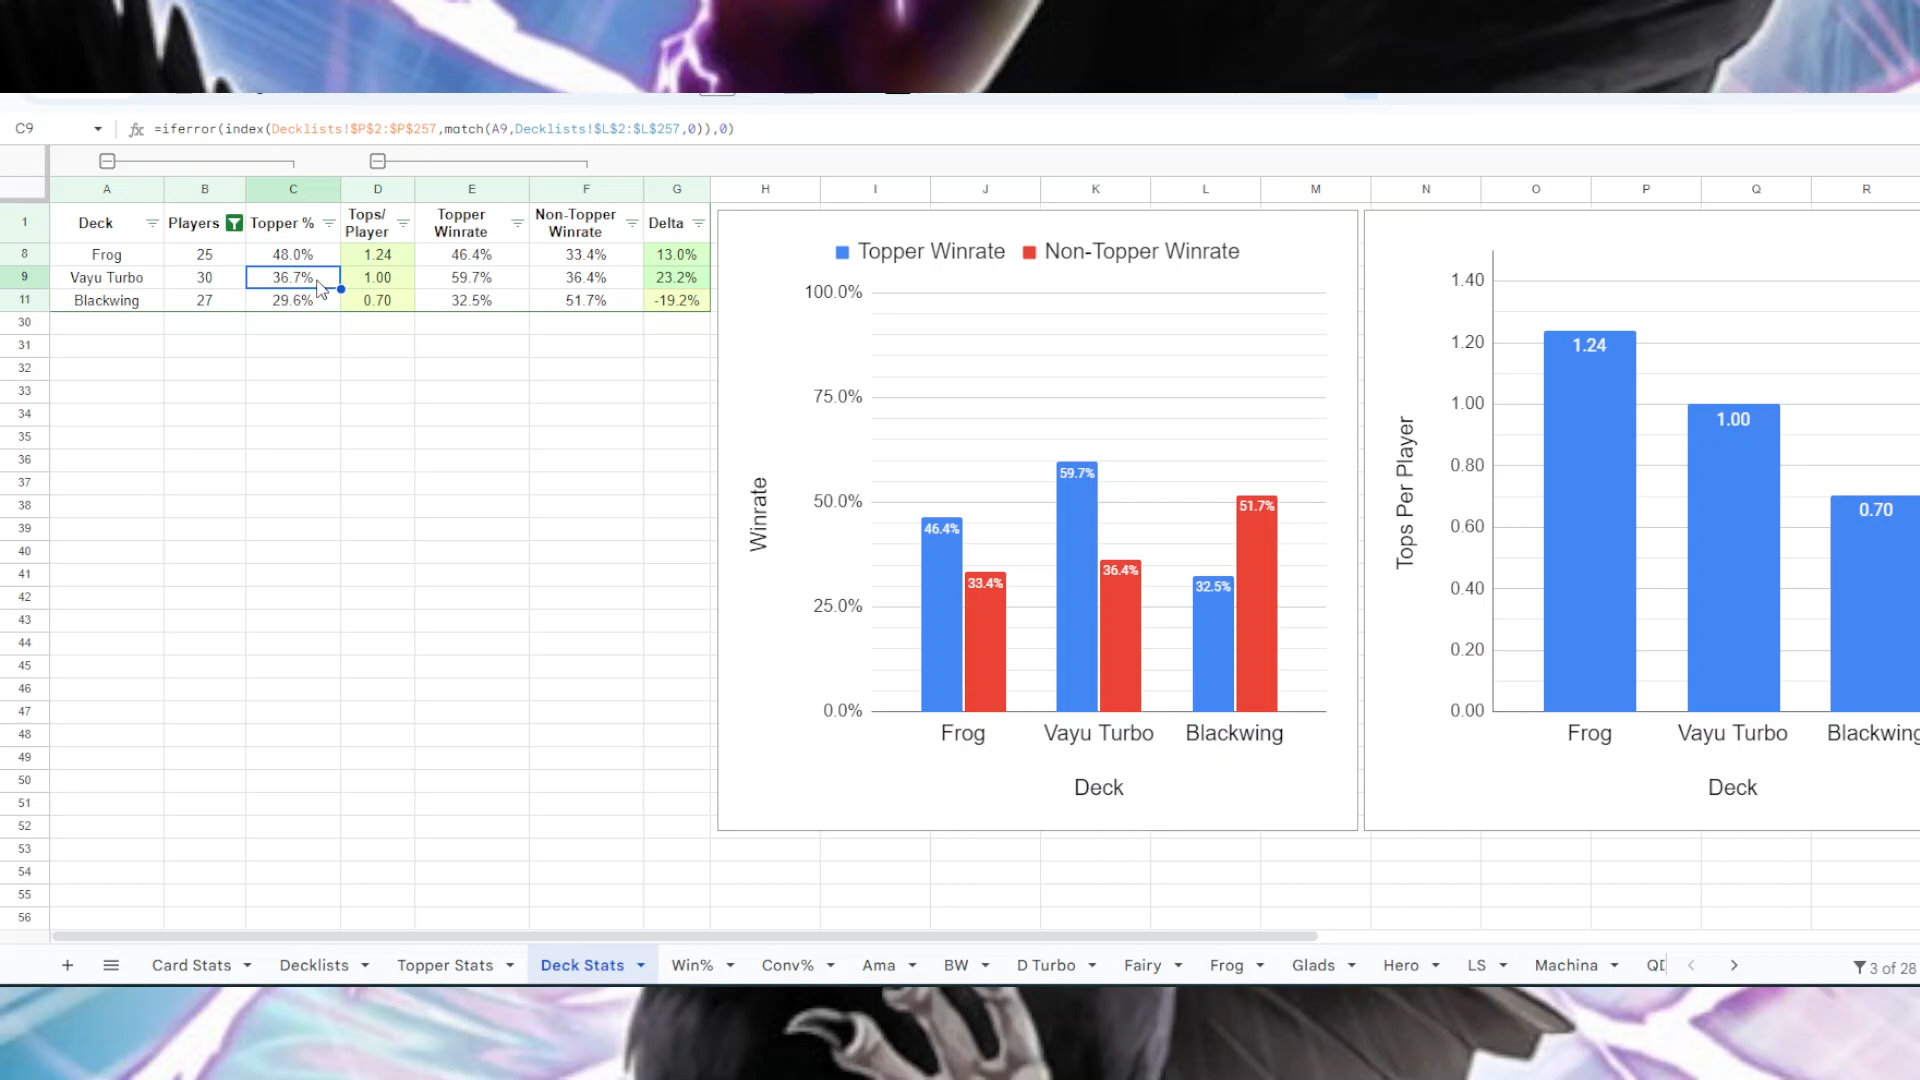 C9
fx =iferror(index(Decklists!$P$2:$P$257,match(A9,Decklists!$L$2:$L$257,0)),0)
A B C D E F G H I J K L M N O P Q R
1 Deck Players Topper % Tops/ Player Topper Winrate Non-Topper Winrate Delta
8 Frog 25 48.0% 1.24 46.4% 33.4% 13.0%
9 Vayu Turbo 30 36.7% 1.00 59.7% 36.4% 23.2%
11 Blackwing 27 29.6% 0.70 32.5% 51.7% -19.2%
30
31
32
33
34
35
36
37
38
39
40
41
42
43
44
45
46
47
48
49
50
51
52
53
54
55
56
Topper Winrate Non-Topper Winrate
100.0%
75.0%
50.0%
25.0%
0.0%
Winrate
46.4% 33.4% 59.7% 36.4% 32.5% 51.7%
Frog Vayu Turbo Blackwing
Deck
1.40
1.20
1.00
0.80
0.60
0.40
0.20
0.00
Tops Per Player
1.24 1.00 0.70
Frog Vayu Turbo Blackwing
Deck
+ Card Stats Decklists Topper Stats Deck Stats Win% Conv% Ama BW D Turbo Fairy Frog Glads Hero LS Machina
3 of 28